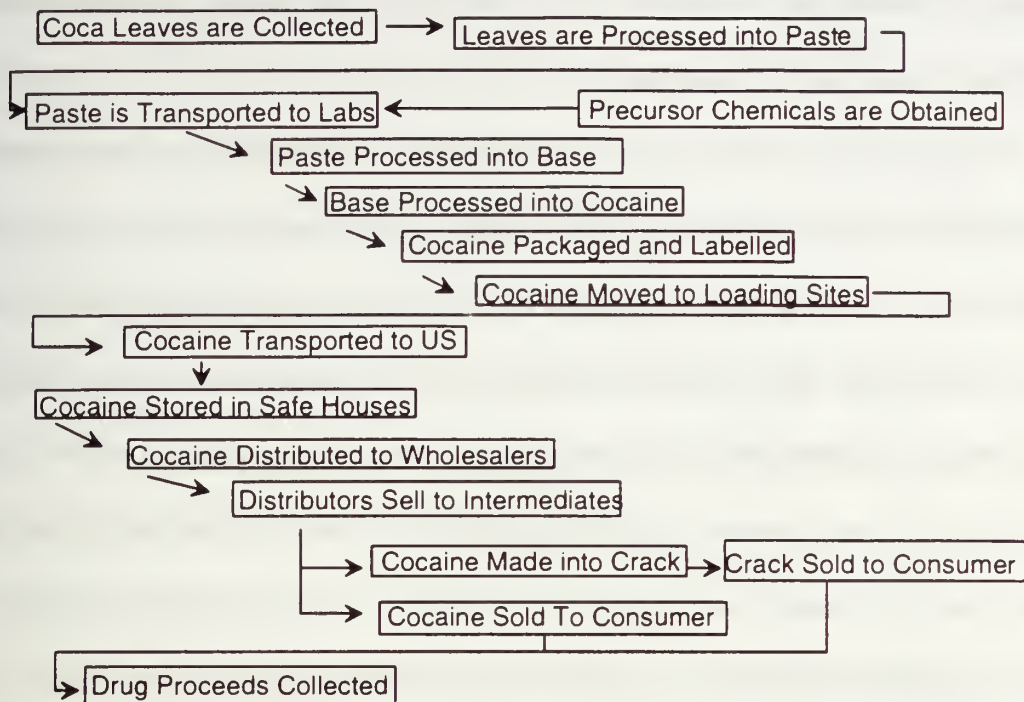 Coca Leaves are Collected
Leaves are Processed into Paste
Paste is Transported to Labs
Precursor Chemicals are Obtained
Paste Processed into Base
Base Processed into Cocaine
Cocaine Packaged and Labelled
Cocaine Moved to Loading Sites
Cocaine Transported to US
Cocaine Stored in Safe Houses
Cocaine Distributed to Wholesalers
Distributors Sell to Intermediates
Cocaine Made into Crack
Crack Sold to Consumer
Cocaine Sold To Consumer
Drug Proceeds Collected